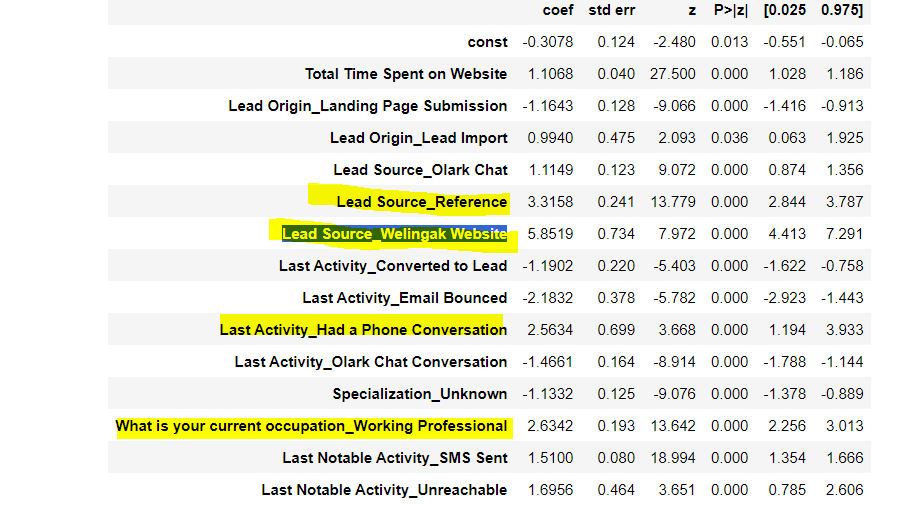 coef std err z P>|z| [0.025 0.975]
const -0.3078 0.124 -2.480 0.013 -0.551 -0.065
Total Time Spent on Website 1.1068 0.040 27.500 0.000 1.028 1.186
Lead Origin_Landing Page Submission -1.1643 0.128 -9.066 0.000 -1.416 -0.913
Lead Origin_Lead Import 0.9940 0.475 2.093 0.036 0.063 1.925
Lead Source_Olark Chat 1.1149 0.123 9.072 0.000 0.874 1.356
Lead Source_Reference 3.3158 0.241 13.779 0.000 2.844 3.787
Lead Source_Welingak Website 5.8519 0.734 7.972 0.000 4.413 7.291
Last Activity_Converted to Lead -1.1902 0.220 -5.403 0.000 -1.622 -0.758
Last Activity_Email Bounced -2.1832 0.378 -5.782 0.000 -2.923 -1.443
Last Activity_Had a Phone Conversation 2.5634 0.699 3.668 0.000 1.194 3.933
Last Activity_Olark Chat Conversation -1.4661 0.164 -8.914 0.000 -1.788 -1.144
Specialization_Unknown -1.1332 0.125 -9.076 0.000 -1.378 -0.889
What is your current occupation_Working Professional 2.6342 0.193 13.642 0.000 2.256 3.013
Last Notable Activity_SMS Sent 1.5100 0.080 18.994 0.000 1.354 1.666
Last Notable Activity_Unreachable 1.6956 0.464 3.651 0.000 0.785 2.606